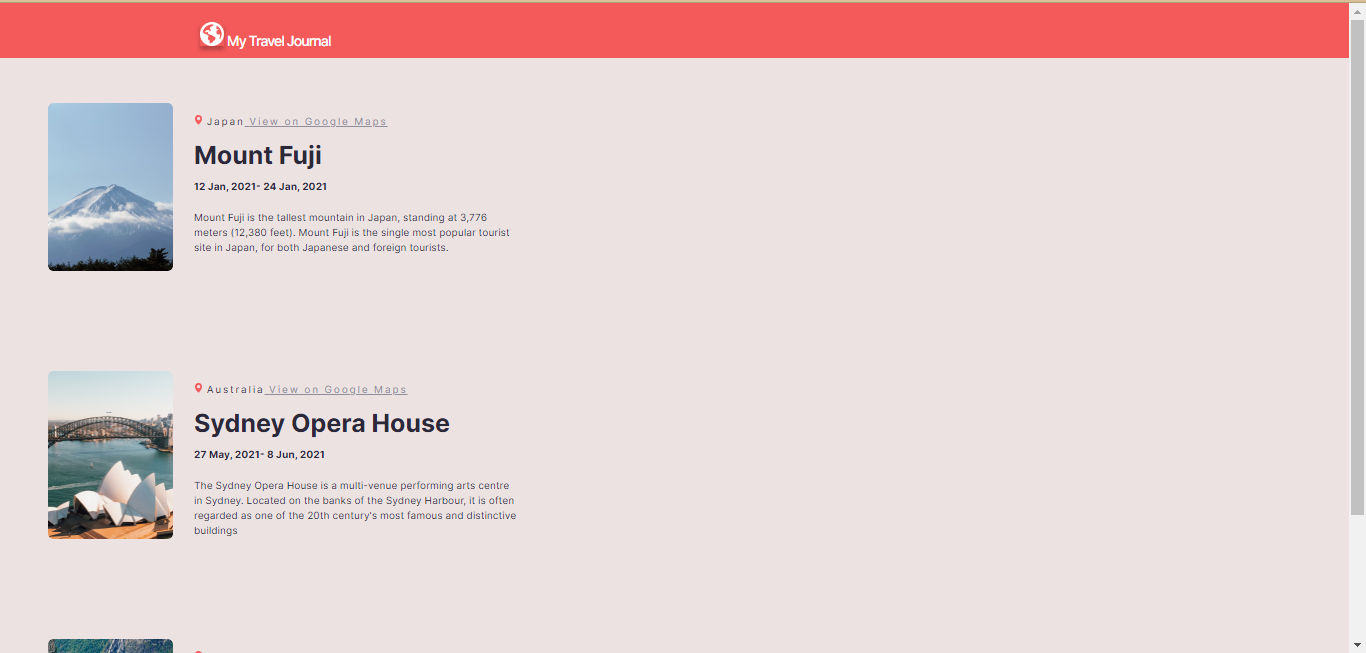 My Travel Journal
Japan View on Google Maps
Mount Fuji
12 Jan, 2021- 24 Jan, 2021
Mount Fuji is the tallest mountain in Japan, standing at 3,776
meters (12,380 feet). Mount Fuji is the single most popular tourist
site in Japan, for both Japanese and foreign tourists.
Australia View on Google Maps
Sydney Opera House
27 May, 2021- 8 Jun, 2021
The Sydney Opera House is a multi-venue performing arts centre
in Sydney. Located on the banks of the Sydney Harbour, it is often
regarded as one of the 20th century's most famous and distinctive
buildings